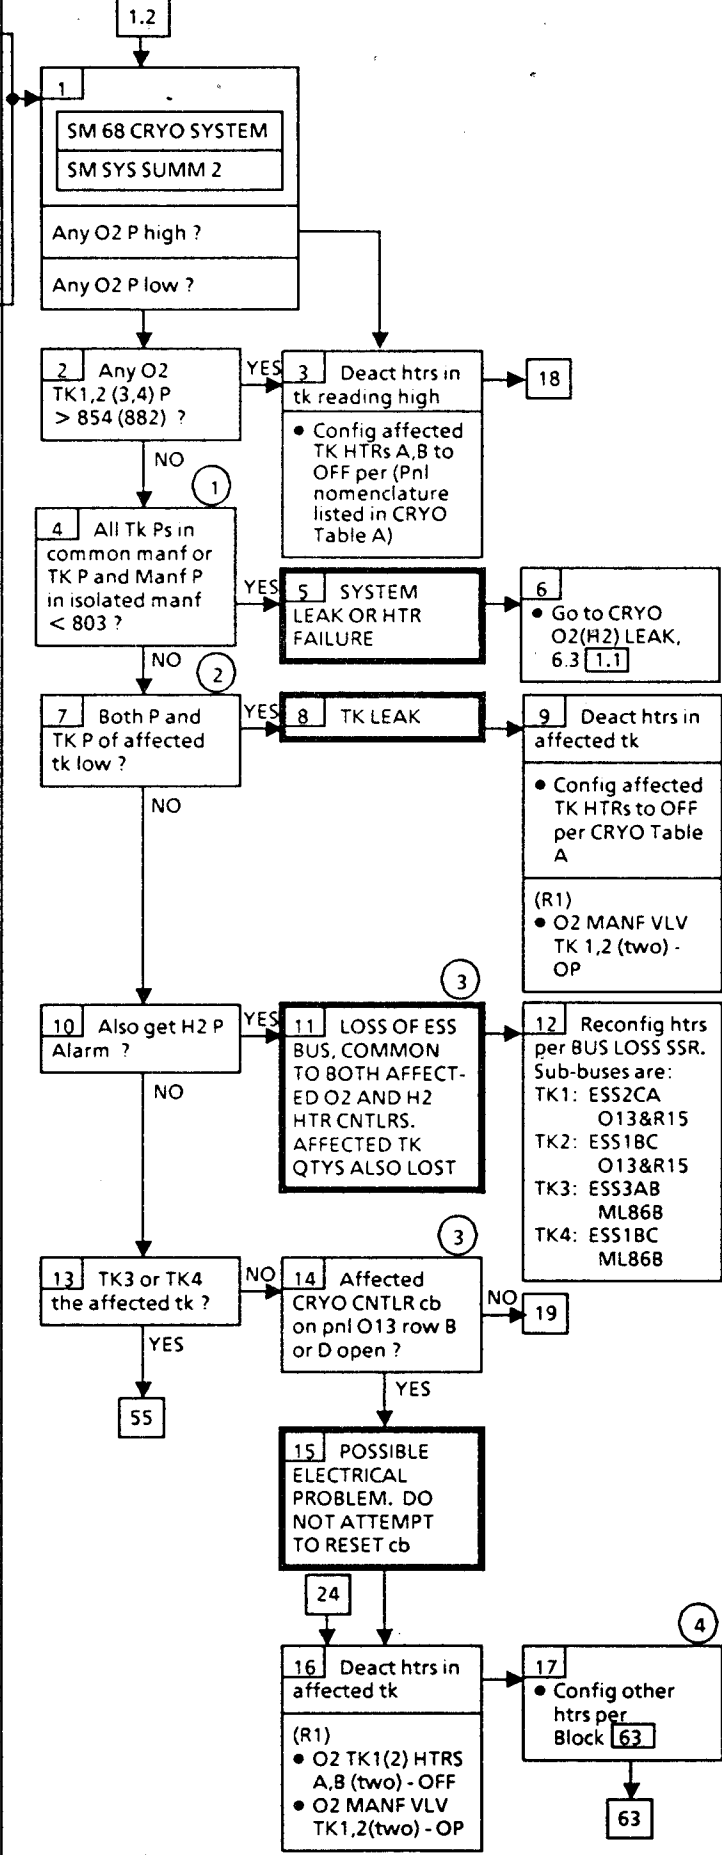 1.2
1
SM 68 CRYO SYSTEM
SM SYS SUMM 2
Any O2 P high ?
Any O2 P low ?
2 Any O2
TK1,2 (3,4) P
> 854 (882) ?
YES
NO
3 Deact htrs in
tk reading high
• Config affected
TK HTRs A,B to
OFF per (Pnl
nomenclature
listed in CRYO
Table A)
18
1
4 All Tk Ps in
common manf or
TK P and Manf P
in isolated manf
< 803 ?
YES
NO
5 SYSTEM
LEAK OR HTR
FAILURE
6
• Go to CRYO
O2(H2) LEAK,
6.3 1.1
2
7 Both P and
TK P of affected
tk low ?
YES
NO
8 TK LEAK
9 Deact htrs in
affected tk
• Config affected
TK HTRs to OFF
per CRYO Table
A
(R1)
• O2 MANF VLV
TK 1,2 (two) -
OP
10 Also get H2 P
Alarm ?
YES
NO
3
11 LOSS OF ESS
BUS, COMMON
TO BOTH AFFECT-
ED O2 AND H2
HTR CNTLRS.
AFFECTED TK
QTYS ALSO LOST
12 Reconfig htrs
per BUS LOSS SSR.
Sub-buses are:
TK1: ESS2CA
O13&R15
TK2: ESS1BC
O13&R15
TK3: ESS3AB
ML86B
TK4: ESS1BC
ML86B
13 TK3 or TK4
the affected tk ?
NO
YES
55
3
14 Affected
CRYO CNTLR cb
on pnl O13 row B
or D open ?
NO
19
YES
15 POSSIBLE
ELECTRICAL
PROBLEM. DO
NOT ATTEMPT
TO RESET cb
24
16 Deact htrs in
affected tk
(R1)
• O2 TK1(2) HTRS
A,B (two) - OFF
• O2 MANF VLV
TK1,2(two) - OP
4
17
• Config other
htrs per
Block 63
63